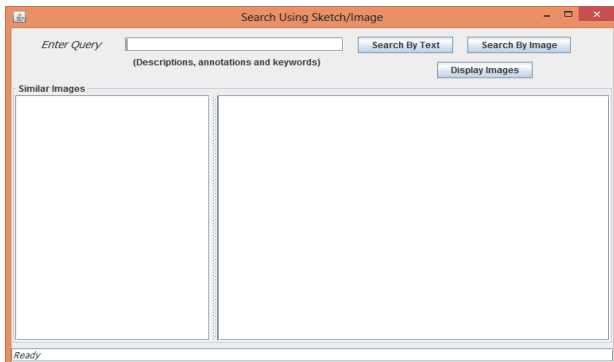 Search Using Sketch/Image
Enter Query Search By Text Search By Image
(Descriptions, annotations and keywords)
Display Images
Similar Images
Ready